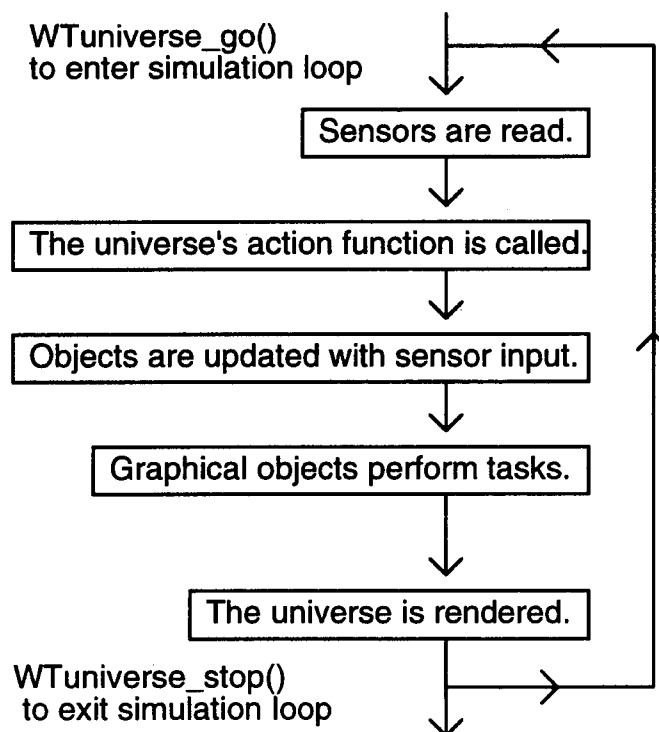 WTuniverse_go()
to enter simulation loop
Sensors are read.
The universe's action function is called.
Objects are updated with sensor input.
Graphical objects perform tasks.
The universe is rendered.
WTuniverse_stop()
to exit simulation loop